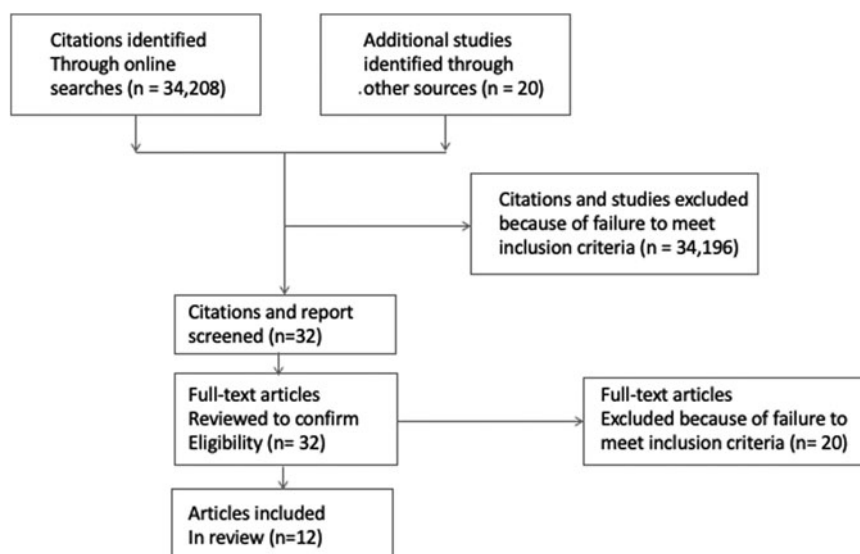 Citations identified
Through online
searches (n = 34,208)
Additional studies
identified through
.other sources (n = 20)
Citations and studies excluded
because of failure to meet
inclusion criteria (n = 34,196)
Citations and report
screened (n=32)
Full-text articles
Reviewed to confirm
Eligibility (n= 32)
Full-text articles
Excluded because of failure to
meet inclusion criteria (n= 20)
Articles included
In review (n=12)